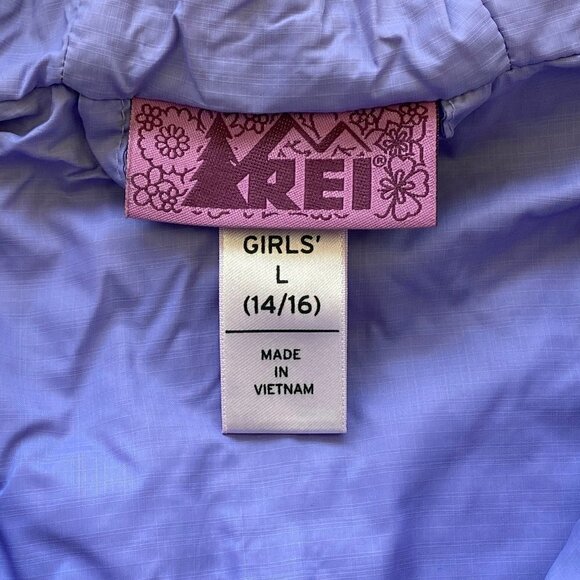 REI®
GIRLS'
L
(14/16)
MADE
IN
VIETNAM